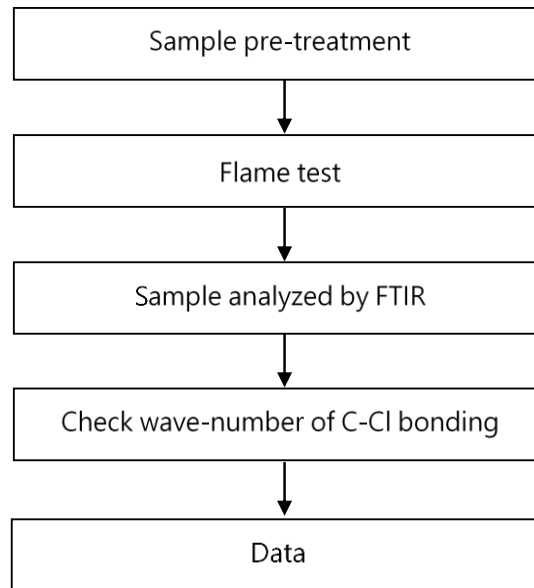 Sample pre-treatment
Flame test
Sample analyzed by FTIR
Check wave-number of C-Cl bonding
Data